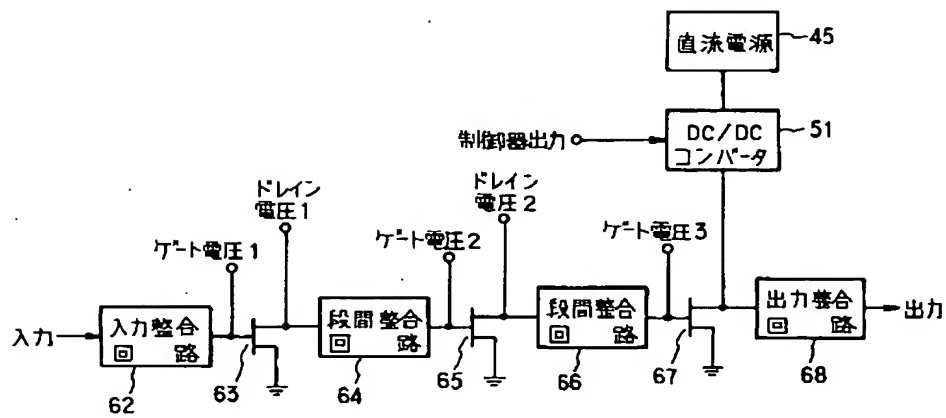 直流電源
45
DC/DC
コンバータ
51
制御器出力
ドレイン
電圧1
ドレイン
電圧2
ゲート電圧1
ゲート電圧2
ゲート電圧3
入力
入力整合
回路
段間整合
回路
段間整合
回路
出力整合
回路
出力
62
63
64
65
66
67
68